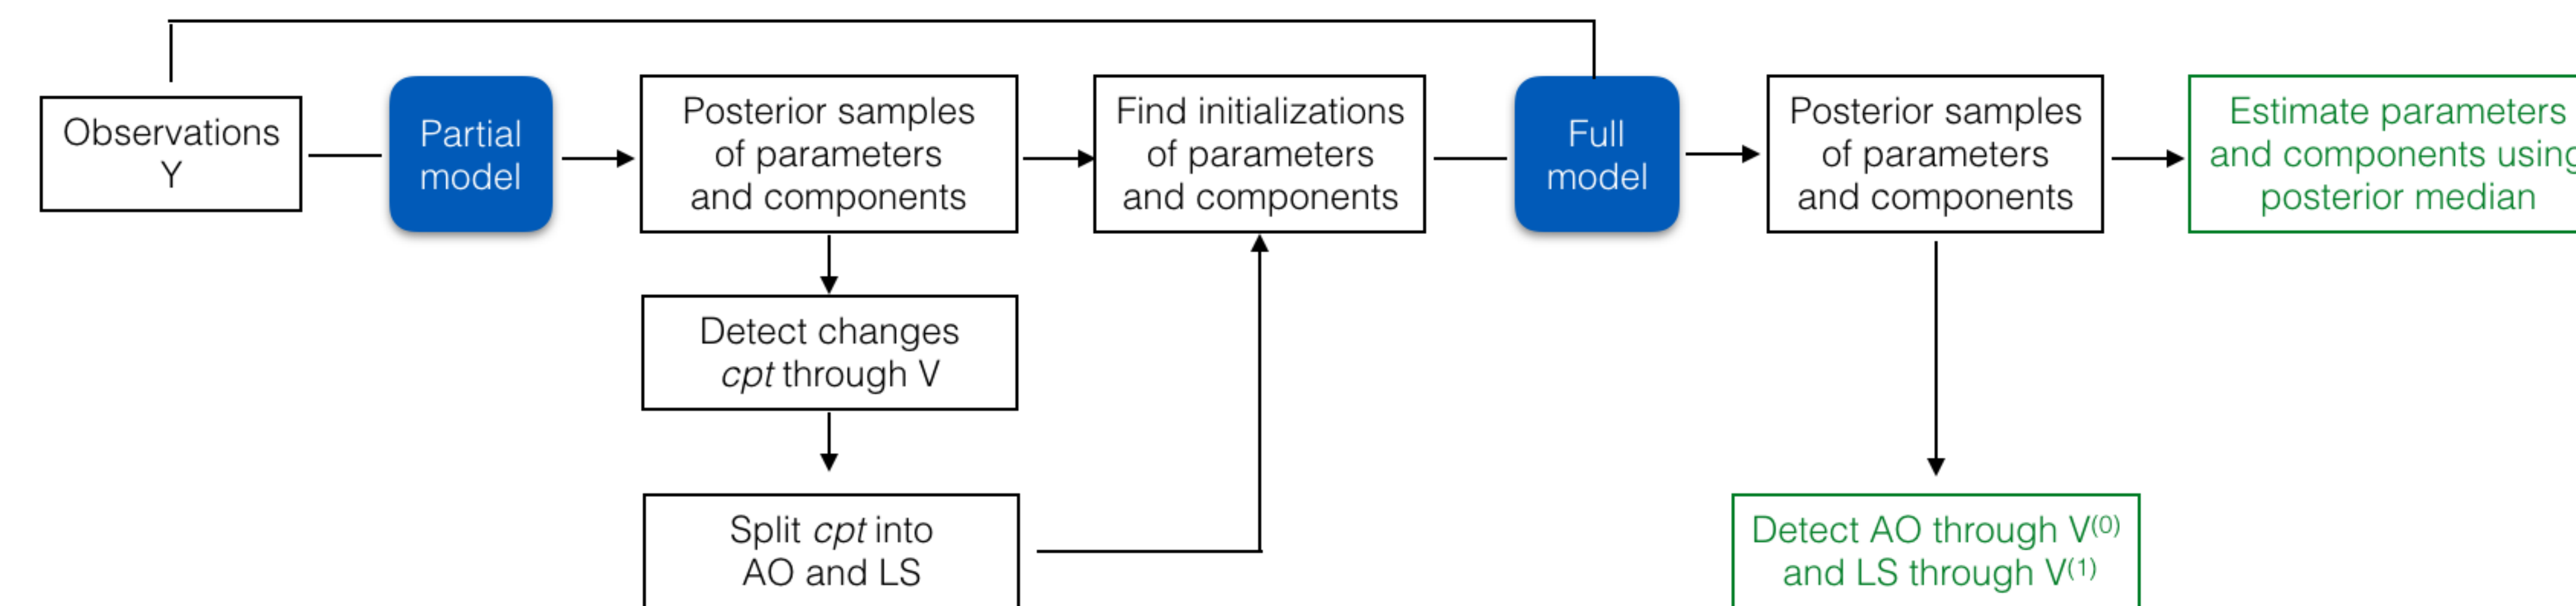 Observations
Y
Partial
model
Posterior samples
of parameters
and components
Find initializations
of parameters
and components
Full
model
Posterior samples
of parameters
and components
Estimate parameters
and components using
posterior median
Detect changes
cpt through V
Split cpt into
AO and LS
Detect AO through V⁽⁰⁾
and LS through V⁽¹⁾